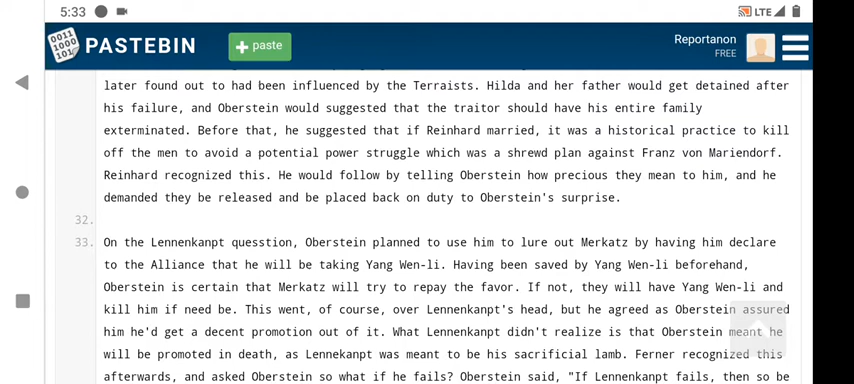 5:33 LTE
PASTEBIN + paste Reportanon
FREE
later found out to had been influenced by the Terraists. Hilda and her father would get detained after
his failure, and Oberstein would suggested that the traitor should have his entire family
exterminated. Before that, he suggested that if Reinhard married, it was a historical practice to kill
off the men to avoid a potential power struggle which was a shrewd plan against Franz von Mariendorf.
Reinhard recognized this. He would follow by telling Oberstein how precious they mean to him, and he
demanded they be released and be placed back on duty to Oberstein's surprise.
32.
33. On the Lennenkanpt quesstion, Oberstein planned to use him to lure out Merkatz by having him declare
to the Alliance that he will be taking Yang Wen-li. Having been saved by Yang Wen-li beforehand,
Oberstein is certain that Merkatz will try to repay the favor. If not, they will have Yang Wen-li and
kill him if need be. This went, of course, over Lennenkanpt's head, but he agreed as Oberstein assured
him he'd get a decent promotion out of it. What Lennenkanpt didn't realize is that Oberstein meant he
will be promoted in death, as Lennekanpt was meant to be his sacrificial lamb. Ferner recognized this
afterwards, and asked Oberstein so what if he fails? Oberstein said, "If Lennenkanpt fails, then so be